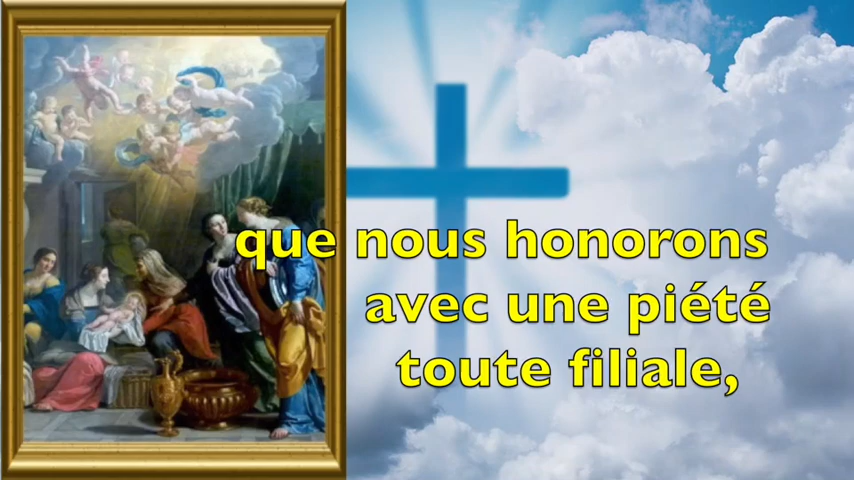 que nous honorons
avec une piété
toute filiale,